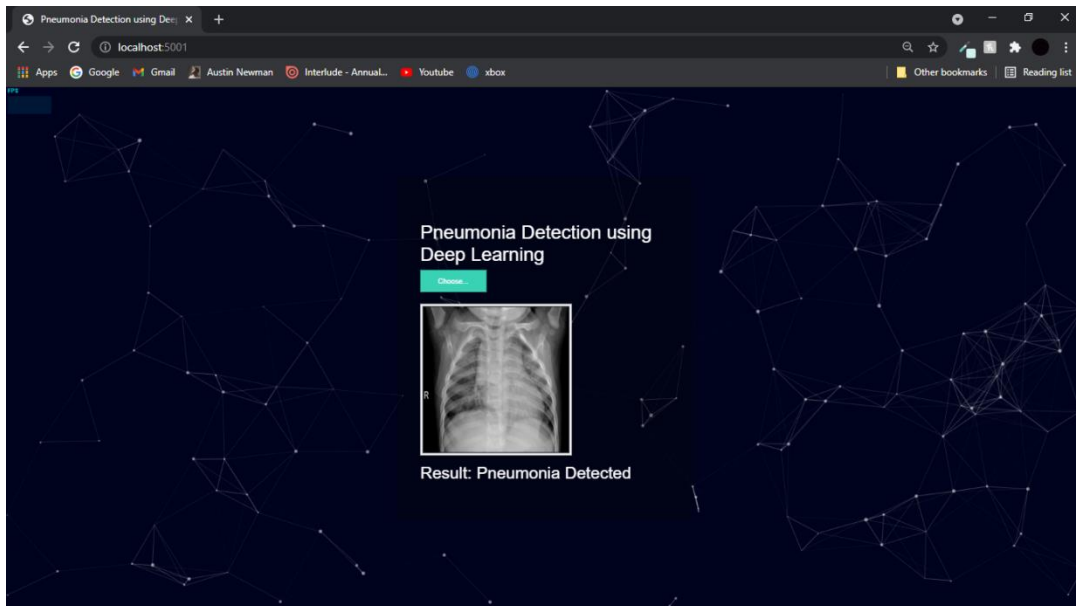 Pneumonia Detection using Dee
localhost:5001
Apps Google Gmail Austin Newman Interlude - Annual... Youtube xbox Other bookmarks Reading list
FPS
Pneumonia Detection using
Deep Learning
Choose...
R
Result: Pneumonia Detected